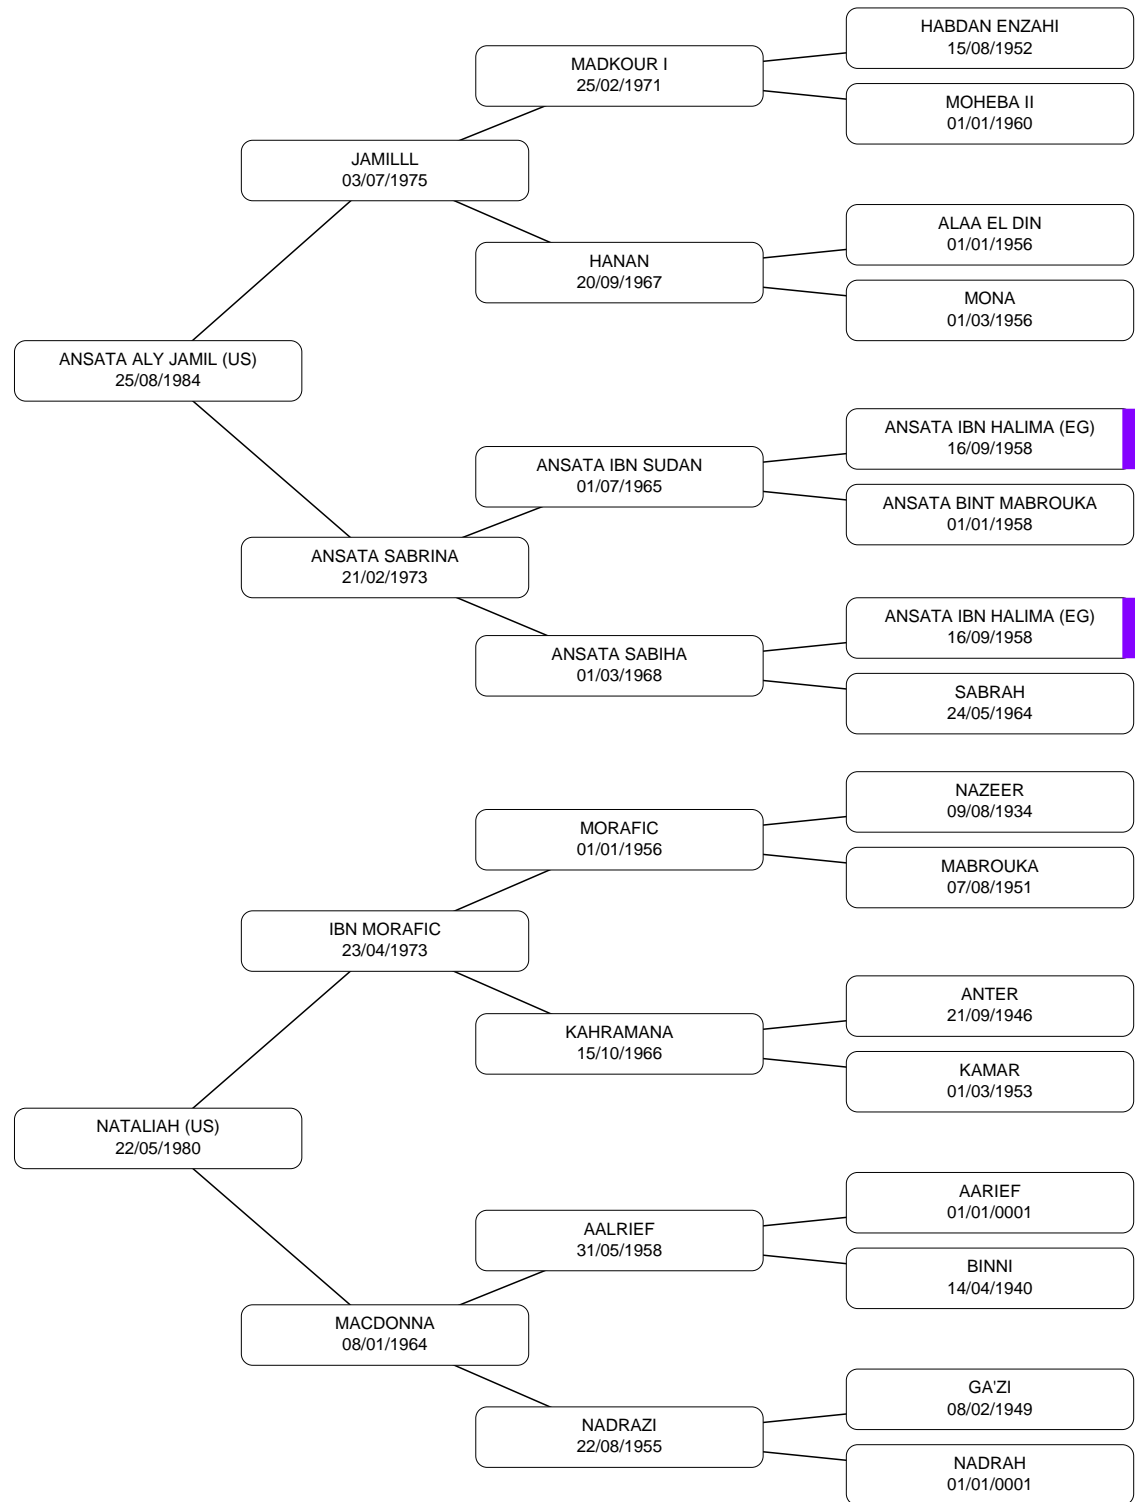 HABDAN ENZAHI
15/08/1952
MADKOUR I
25/02/1971
MOHEBA II
01/01/1960
JAMILLL
03/07/1975
ALAA EL DIN
01/01/1956
HANAN
20/09/1967
MONA
01/03/1956
ANSATA ALY JAMIL (US)
25/08/1984
ANSATA IBN HALIMA (EG)
16/09/1958
ANSATA IBN SUDAN
01/07/1965
ANSATA BINT MABROUKA
01/01/1958
ANSATA SABRINA
21/02/1973
ANSATA IBN HALIMA (EG)
16/09/1958
ANSATA SABIHA
01/03/1968
SABRAH
24/05/1964
NAZEER
09/08/1934
MORAFIC
01/01/1956
MABROUKA
07/08/1951
IBN MORAFIC
23/04/1973
ANTER
21/09/1946
KAHRAMANA
15/10/1966
KAMAR
01/03/1953
NATALIAH (US)
22/05/1980
AARIEF
01/01/0001
AALRIEF
31/05/1958
BINNI
14/04/1940
MACDONNA
08/01/1964
GA'ZI
08/02/1949
NADRAZI
22/08/1955
NADRAH
01/01/0001